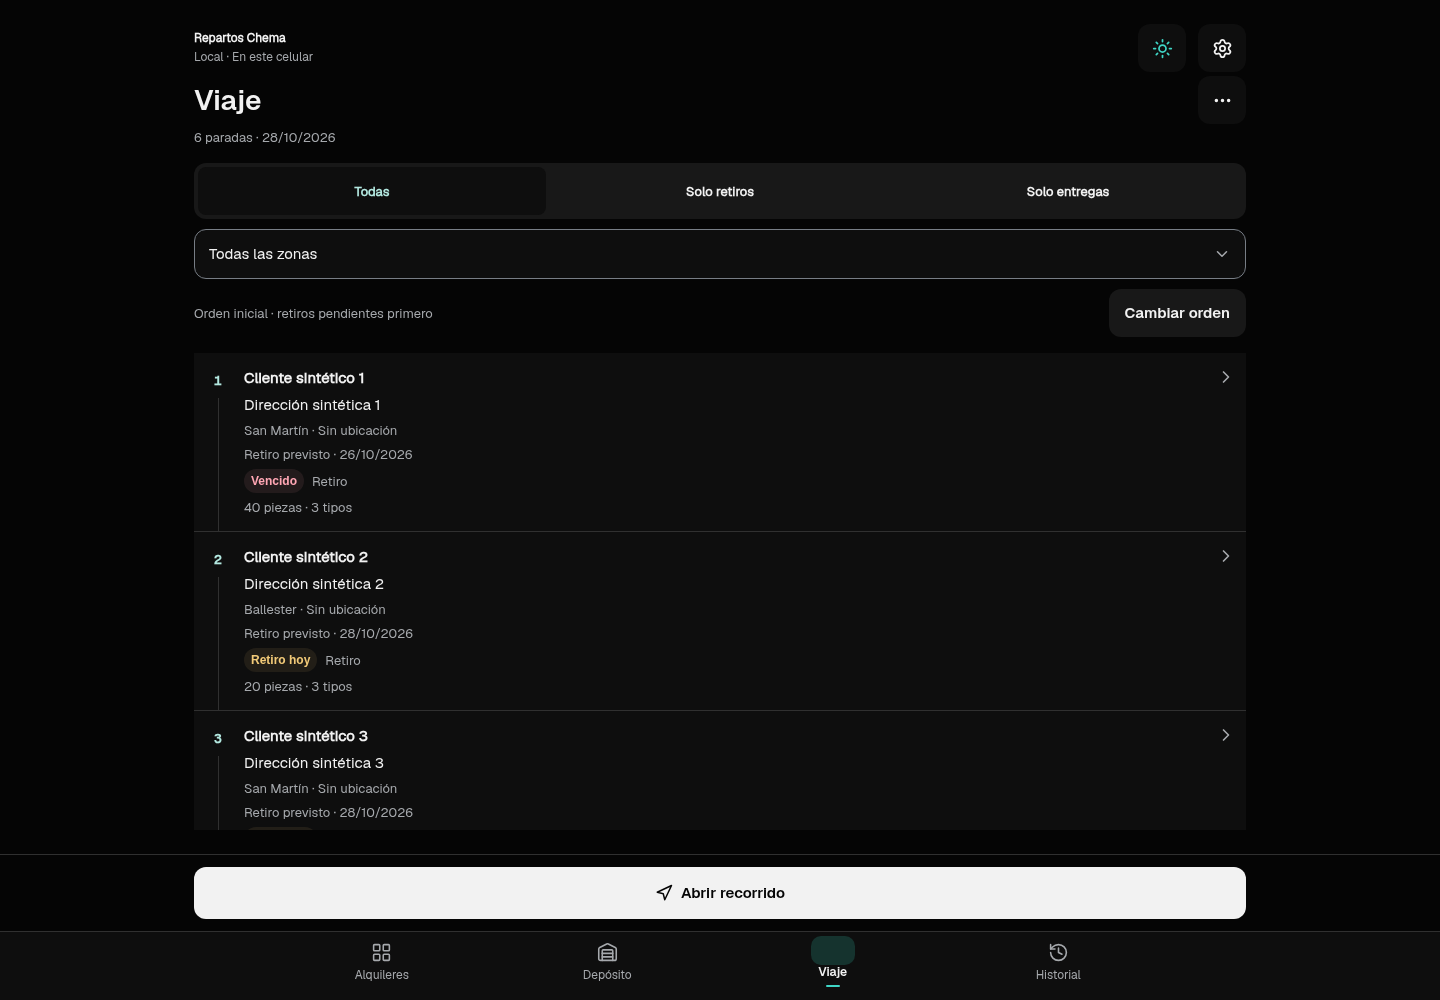 Repartos Chema
Local · En este celular
Viaje
6 paradas · 28/10/2026
Todas
Solo retiros
Solo entregas
Todas las zonas
Orden inicial · retiros pendientes primero
Cambiar orden
1
Cliente sintético 1
Dirección sintética 1
San Martín · Sin ubicación
Retiro previsto · 26/10/2026
Vencido Retiro
40 piezas · 3 tipos
2
Cliente sintético 2
Dirección sintética 2
Ballester · Sin ubicación
Retiro previsto · 28/10/2026
Retiro hoy Retiro
20 piezas · 3 tipos
3
Cliente sintético 3
Dirección sintética 3
San Martín · Sin ubicación
Retiro previsto · 28/10/2026
Abrir recorrido
Alquileres
Depósito
Viaje
Historial